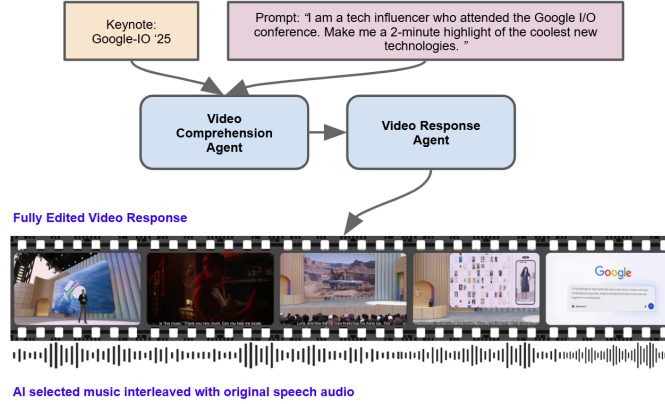 Keynote:
Google-IO '25
Prompt: "I am a tech influencer who attended the Google I/O
conference. Make me a 2-minute highlight of the coolest new
technologies. "
Video
Comprehension
Agent
Video Response
Agent
Fully Edited Video Response
Google
AI selected music interleaved with original speech audio